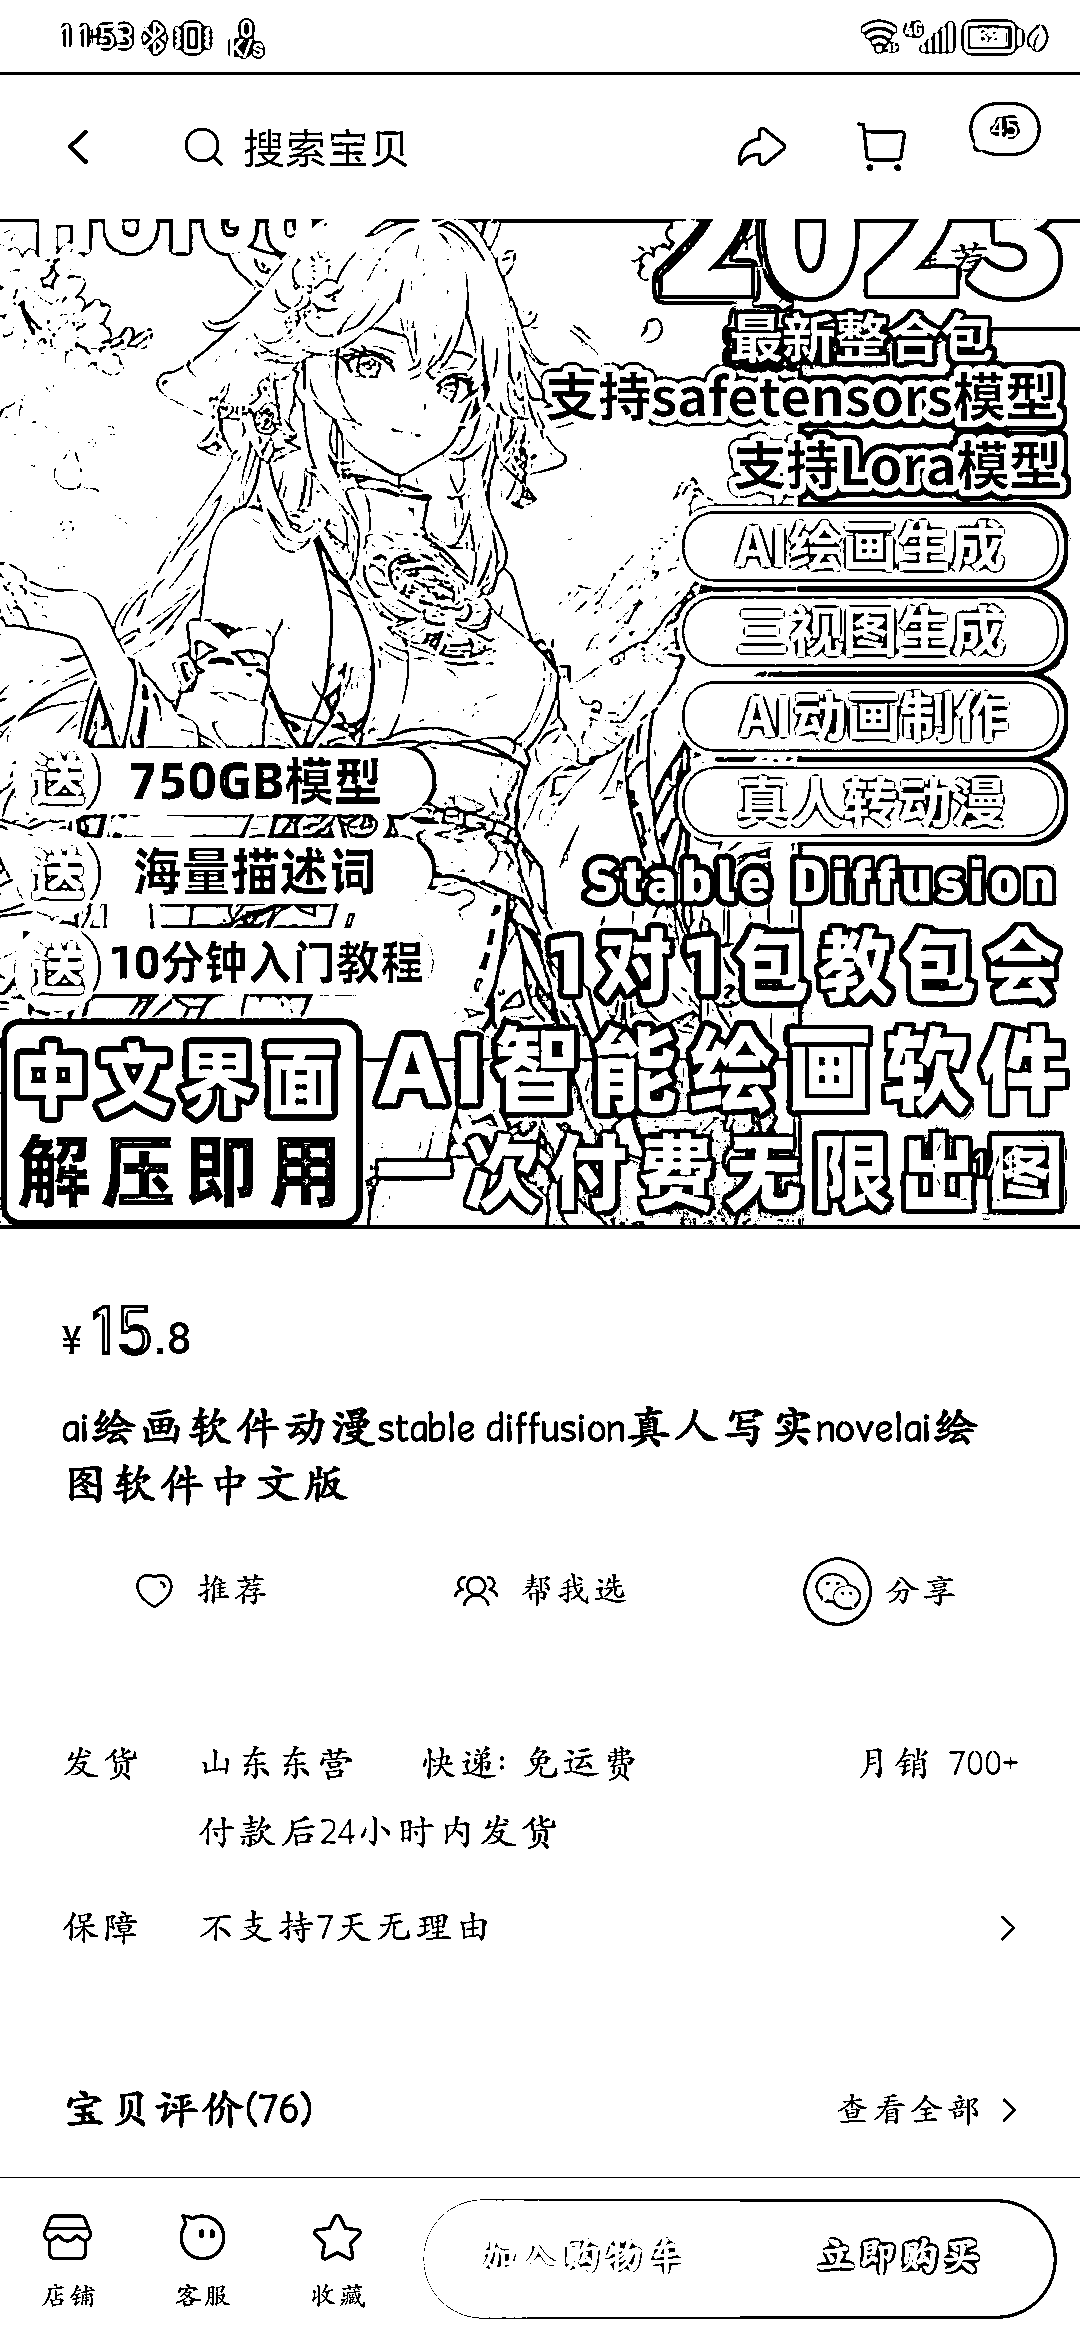 11:53
0 K/s
4G
搜索宝贝
45
2023
最新整合包
支持safetensors模型
支持Lora模型
AI绘画生成
三视图生成
AI动画制作
真人转动漫
送 750GB模型
送 海量描述词
送 10分钟入门教程
Stable Diffusion
1对1包教包会
中文界面
解压即用
AI智能绘画软件
一次付费无限出图
¥15.8
ai绘画软件动漫stable diffusion真人写实novelai绘
图软件中文版
推荐 帮我选 分享
发货 山东东营 快递: 免运费 月销 700+
付款后24小时内发货
保障 不支持7天无理由
宝贝评价(76) 查看全部
店铺 客服 收藏 加入购物车 立即购买